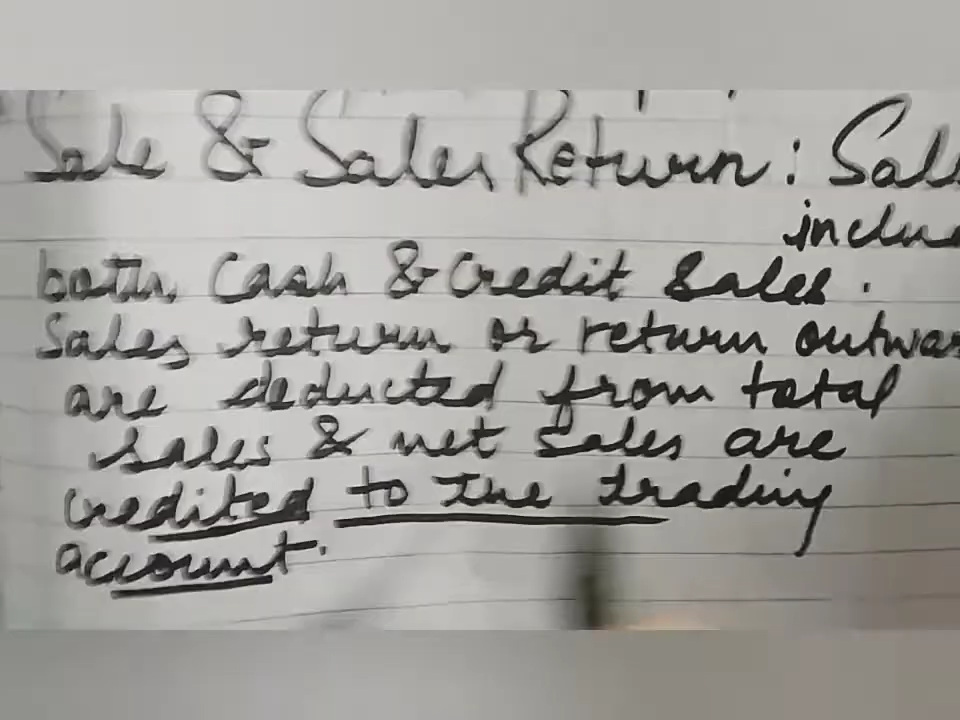 Sale & Sales Return: Sal
inclu
both Cash & Credit Sales.
Sales return or return outwar
are deducted from total
sales & net sales are
credited to the trading
account.